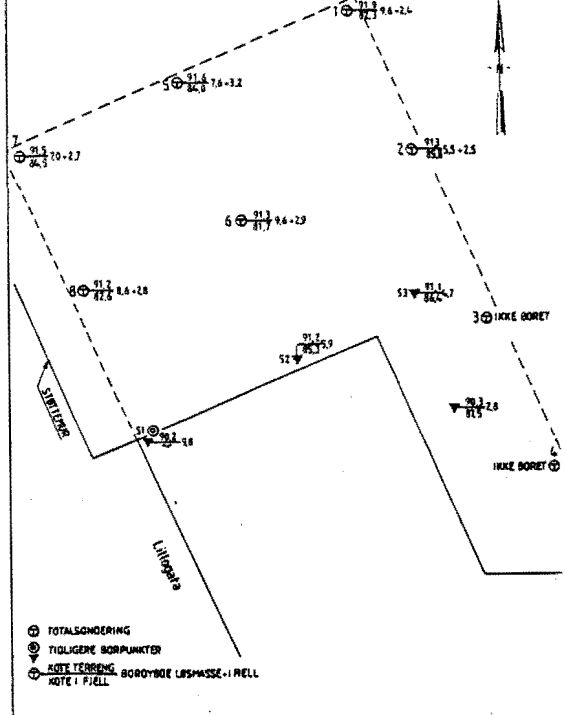 1 91,9 9,6+2,4
82,3
N
5 91,6 7,6+3,2
84,0
7 91,5 7,0+2,7
84,5
2 91,3 5,5+2,5
85,8
6 91,3 9,6+2,9
81,7
8 91,2 8,6+2,8
82,6
S3 91,1 4,7
86,4
3 IKKE BORET
S2 91,2 5,9
85,3
STØTTEMUR
90,3 2,8
87,5
S1 90,2 9,8
4
IKKE BORET
Lillogata
TOTALSONDERING
TIDLIGERE BORPUNKTER
KOTE TERRENG BORDYBDE LØSMASSE+I FJELL
KOTE I FJELL